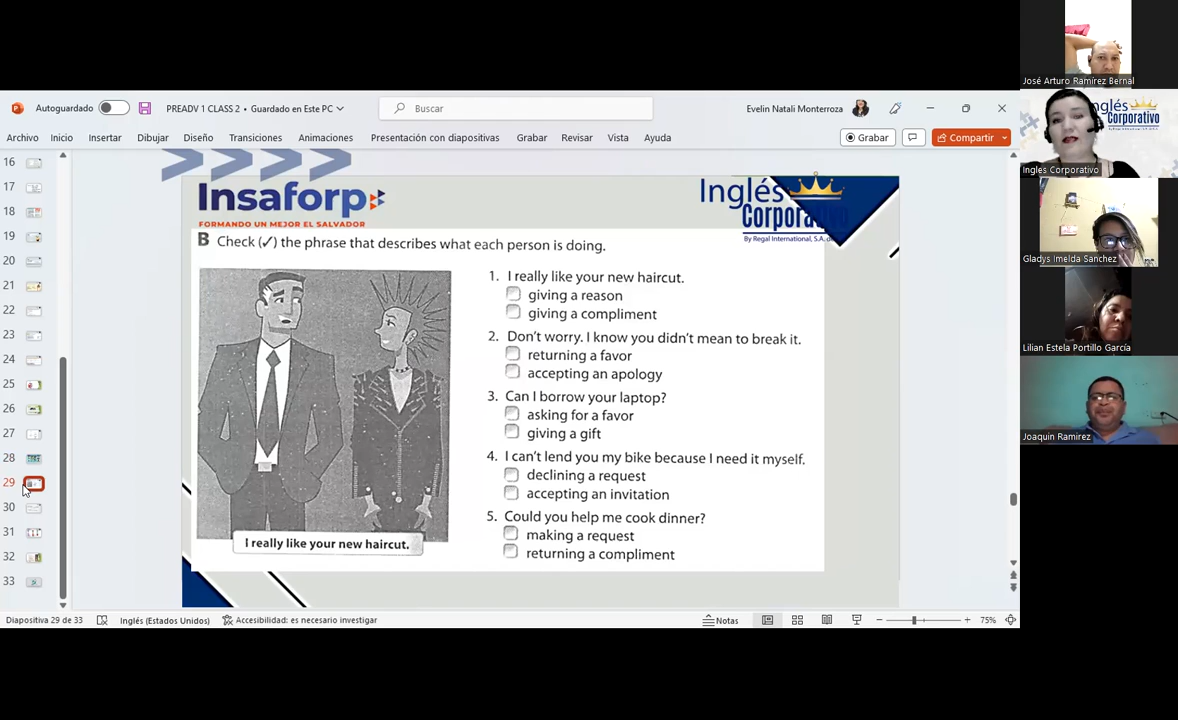 Autoguardado
PREADV 1 CLASS 2 • Guardado en Este PC
Buscar
Evelin Natali Monterroza
Archivo Inicio Insertar Dibujar Diseño Transiciones Animaciones Presentación con diapositivas Grabar Revisar Vista Ayuda
Grabar
Compartir
16
17
18
19
20
21
22
23
24
25
26
27
28
29
30
31
32
33
Insaforp
FORMANDO UN MEJOR EL SALVADOR
Inglés
Corporativo
By Regal International, S.A. de
B Check (✓) the phrase that describes what each person is doing.
I really like your new haircut.
1. I really like your new haircut.
giving a reason
giving a compliment
2. Don't worry. I know you didn't mean to break it.
returning a favor
accepting an apology
3. Can I borrow your laptop?
asking for a favor
giving a gift
4. I can't lend you my bike because I need it myself.
declining a request
accepting an invitation
5. Could you help me cook dinner?
making a request
returning a compliment
Diapositiva 29 de 33
Inglés (Estados Unidos)
Accesibilidad: es necesario investigar
Notas
75%
José Arturo Ramírez Bernal
Inglés
Corporativo
Ingles Corporativo
Gladys Imelda Sanchez
Lilian Estela Portillo García
Joaquin Ramirez